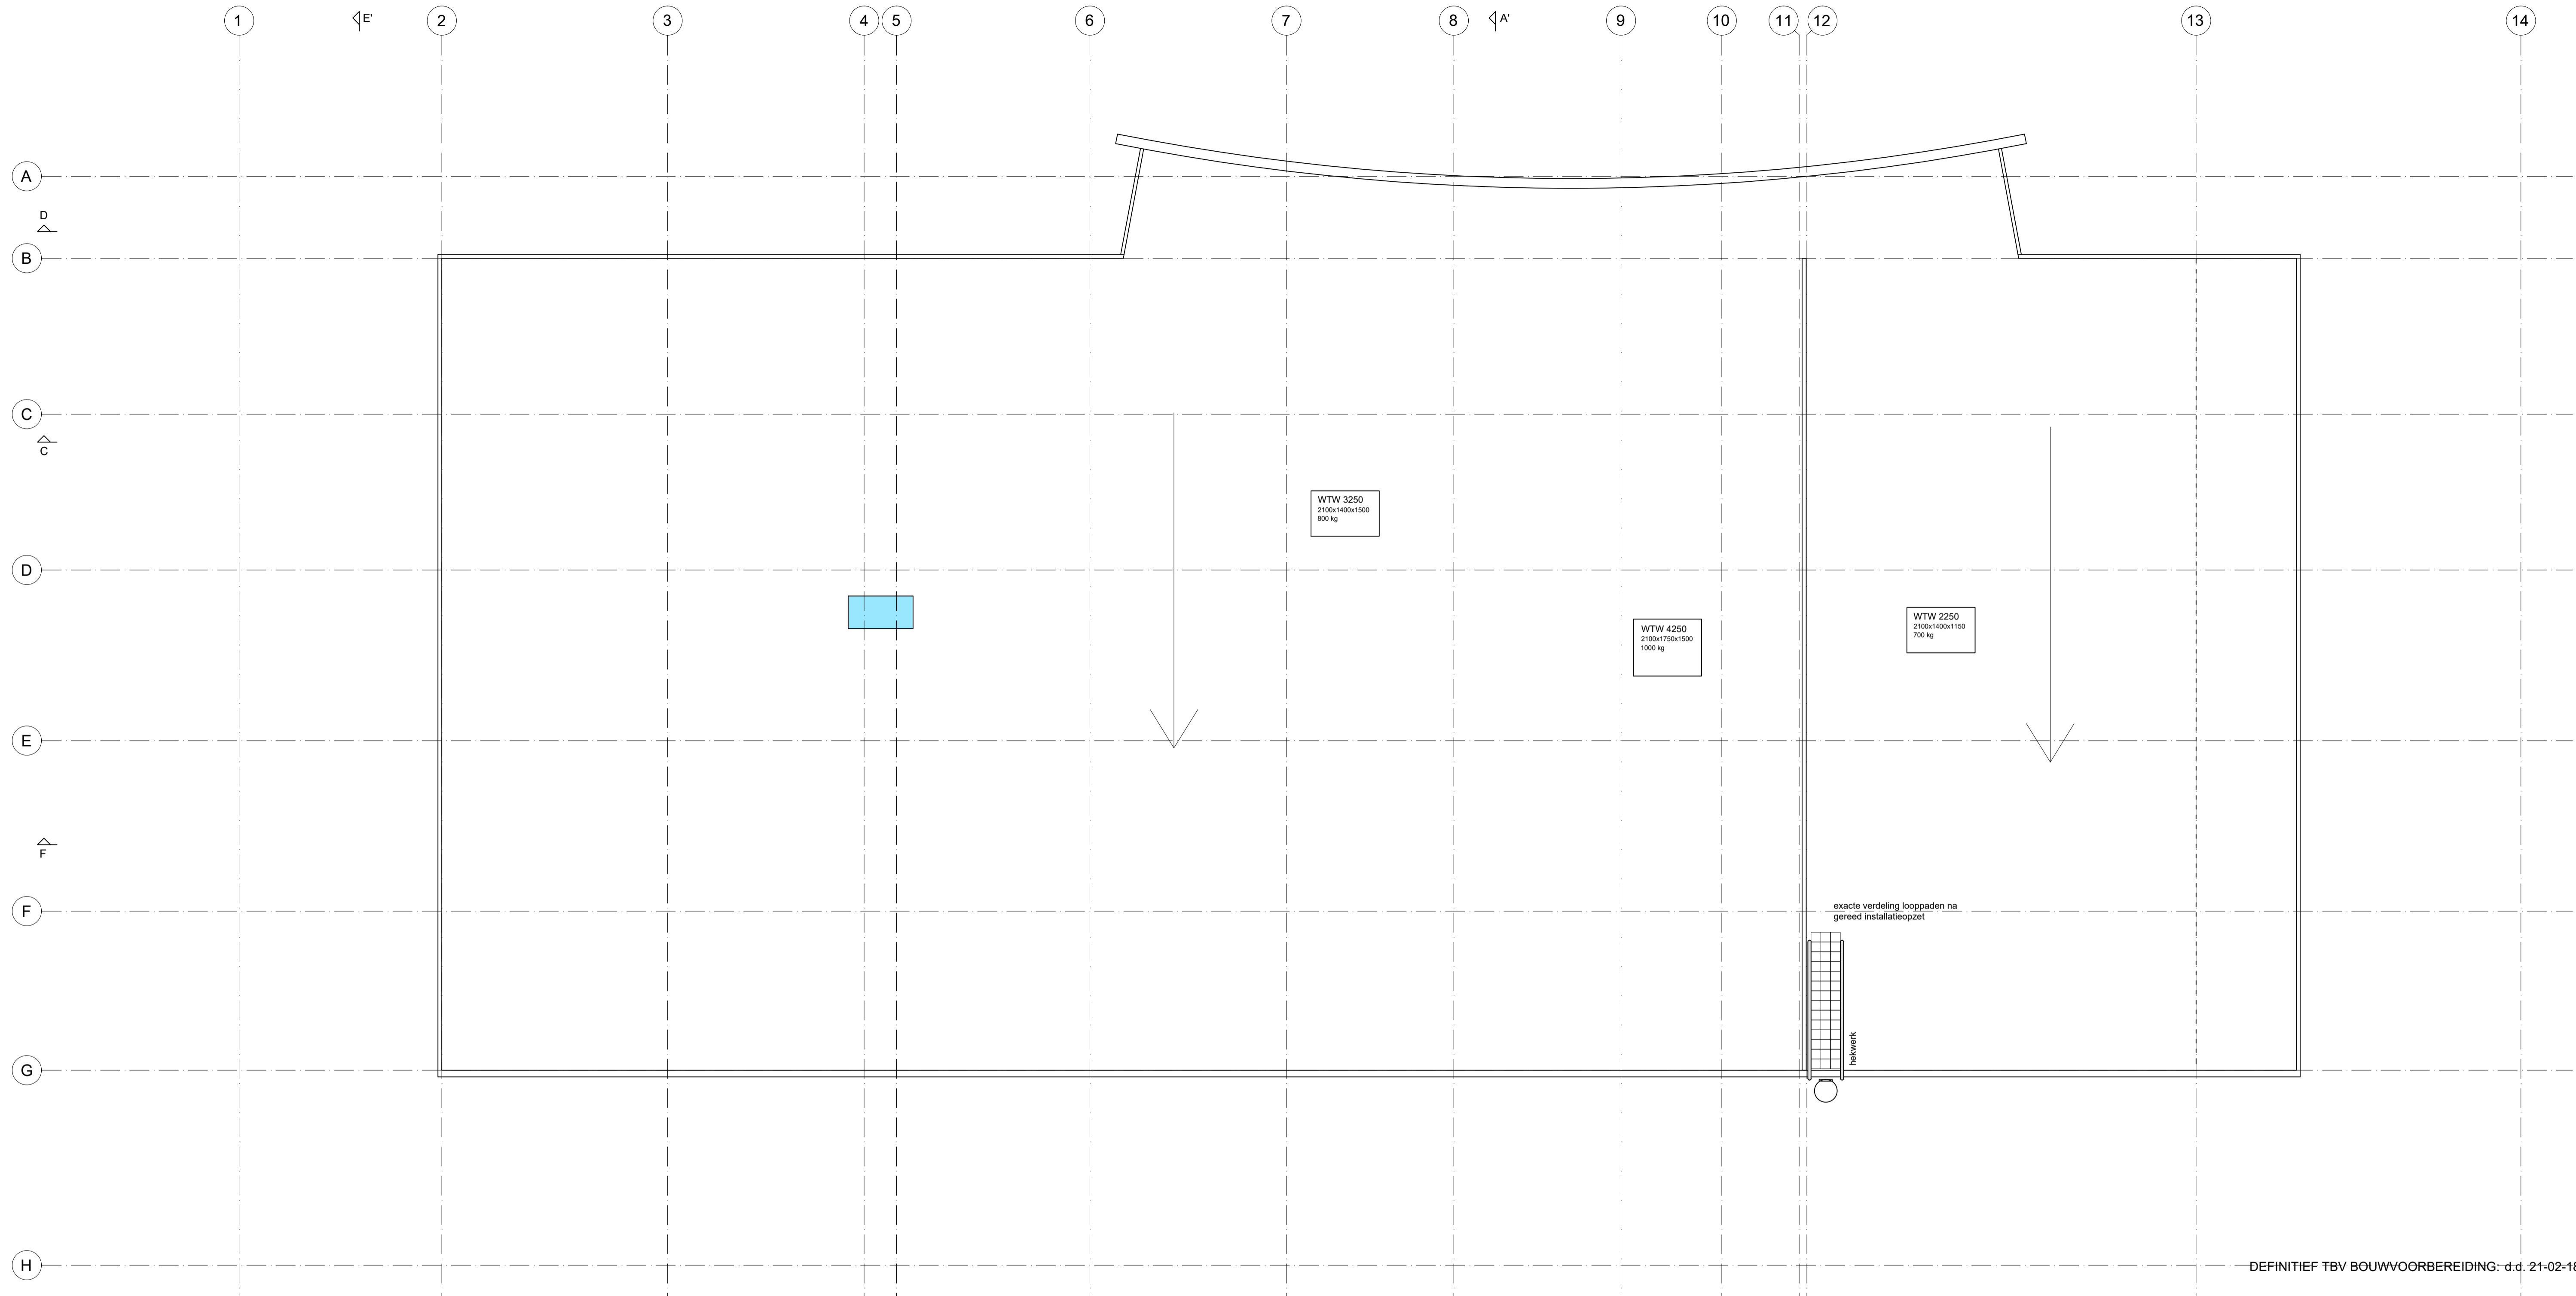 1
E'
2
3
4
5
6
7
8
A'
9
10
11
12
13
14
A
D
B
C
C
WTW 3250
2100x1400x1500
800 kg
D
WTW 4250
2100x1750x1500
1000 kg
WTW 2250
2100x1400x1150
700 kg
E
F
F
exacte verdeling looppaden na
gereed installatieopzet
hekwerk
G
H
DEFINITIEF TBV BOUWVOORBEREIDING: d.d. 21-02-18